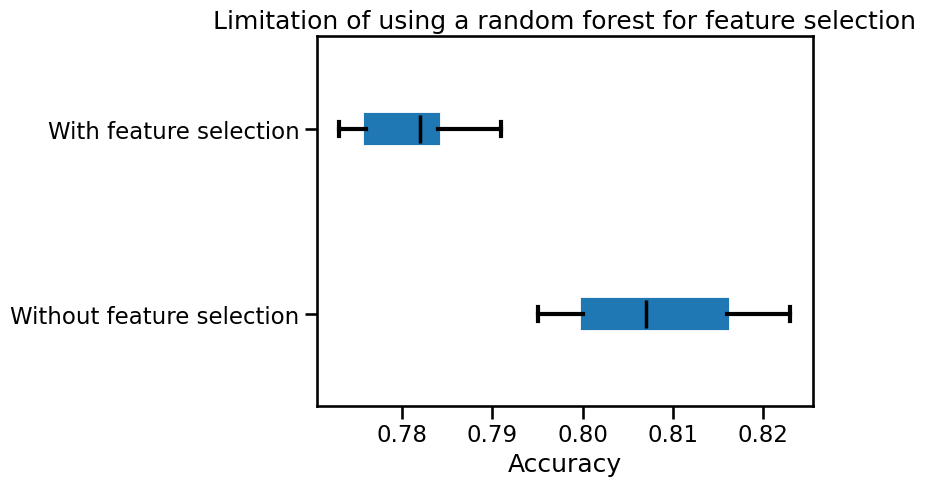 Limitation of using a random forest for feature selection
With feature selection
Without feature selection
0.78 0.79 0.80 0.81 0.82
Accuracy